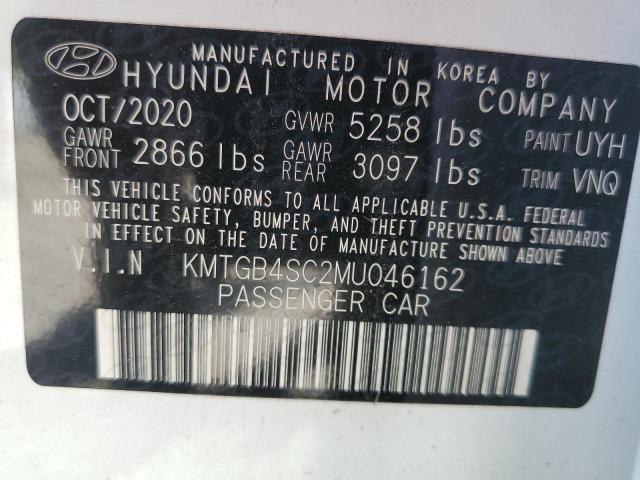 MANUFACTURED IN KOREA BY
HYUNDAI MOTOR COMPANY
OCT/2020 GVWR 5258 lbs PAINT UYH
GAWR FRONT 2866 lbs GAWR REAR 3097 lbs TRIM VNQ
THIS VEHICLE CONFORMS TO ALL APPLICABLE U.S.A. FEDERAL
MOTOR VEHICLE SAFETY, BUMPER, AND THEFT PREVENTION STANDARDS
IN EFFECT ON THE DATE OF MANUFACTURE SHOWN ABOVE.
V.I.N KMTGB4SC2MU046162
PASSENGER CAR